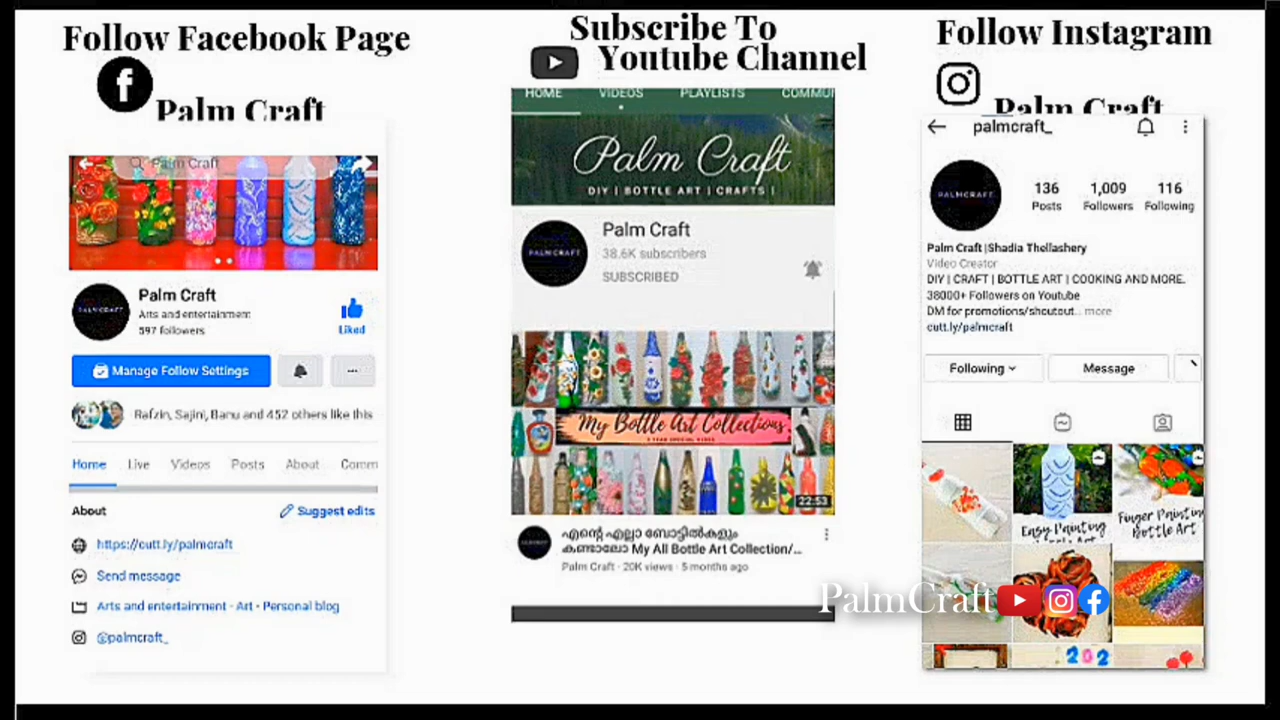 Follow Facebook Page
Palm Craft
Palm Craft
PALMCRAFT
Palm Craft
Arts and entertainment
597 followers
Liked
Manage Follow Settings
Rafzin, Sajini, Banu and 452 others like this
Home Live Videos Posts About Comm
About
Suggest edits
https://cutt.ly/palmcraft
Send message
Arts and entertainment · Art · Personal blog
@palmcraft_
Subscribe To
Youtube Channel
HOME VIDEOS PLAYLISTS COMMU
Palm Craft
DIY | BOTTLE ART | CRAFTS |
PALMCRAFT
Palm Craft
38.6K subscribers
SUBSCRIBED
My Bottle Art Collections
22:53
എന്റെ എല്ലാ ബോട്ടിൽകളും
കണ്ടാലോ My All Bottle Art Collection/...
Palm Craft · 20K views · 5 months ago
Follow Instagram
Palm Craft
palmcraft_
PALMCRAFT
136 1,009 116
Posts Followers Following
Palm Craft |Shadia Thellashery
Video Creator
DIY | CRAFT | BOTTLE ART | COOKING AND MORE.
38000+ Followers on Youtube
DM for promotions/shoutout... more
cutt.ly/palmcraft
Following Message
Easy Painting
Bottle Art
Finger Painting
Bottle Art
202
PalmCraft